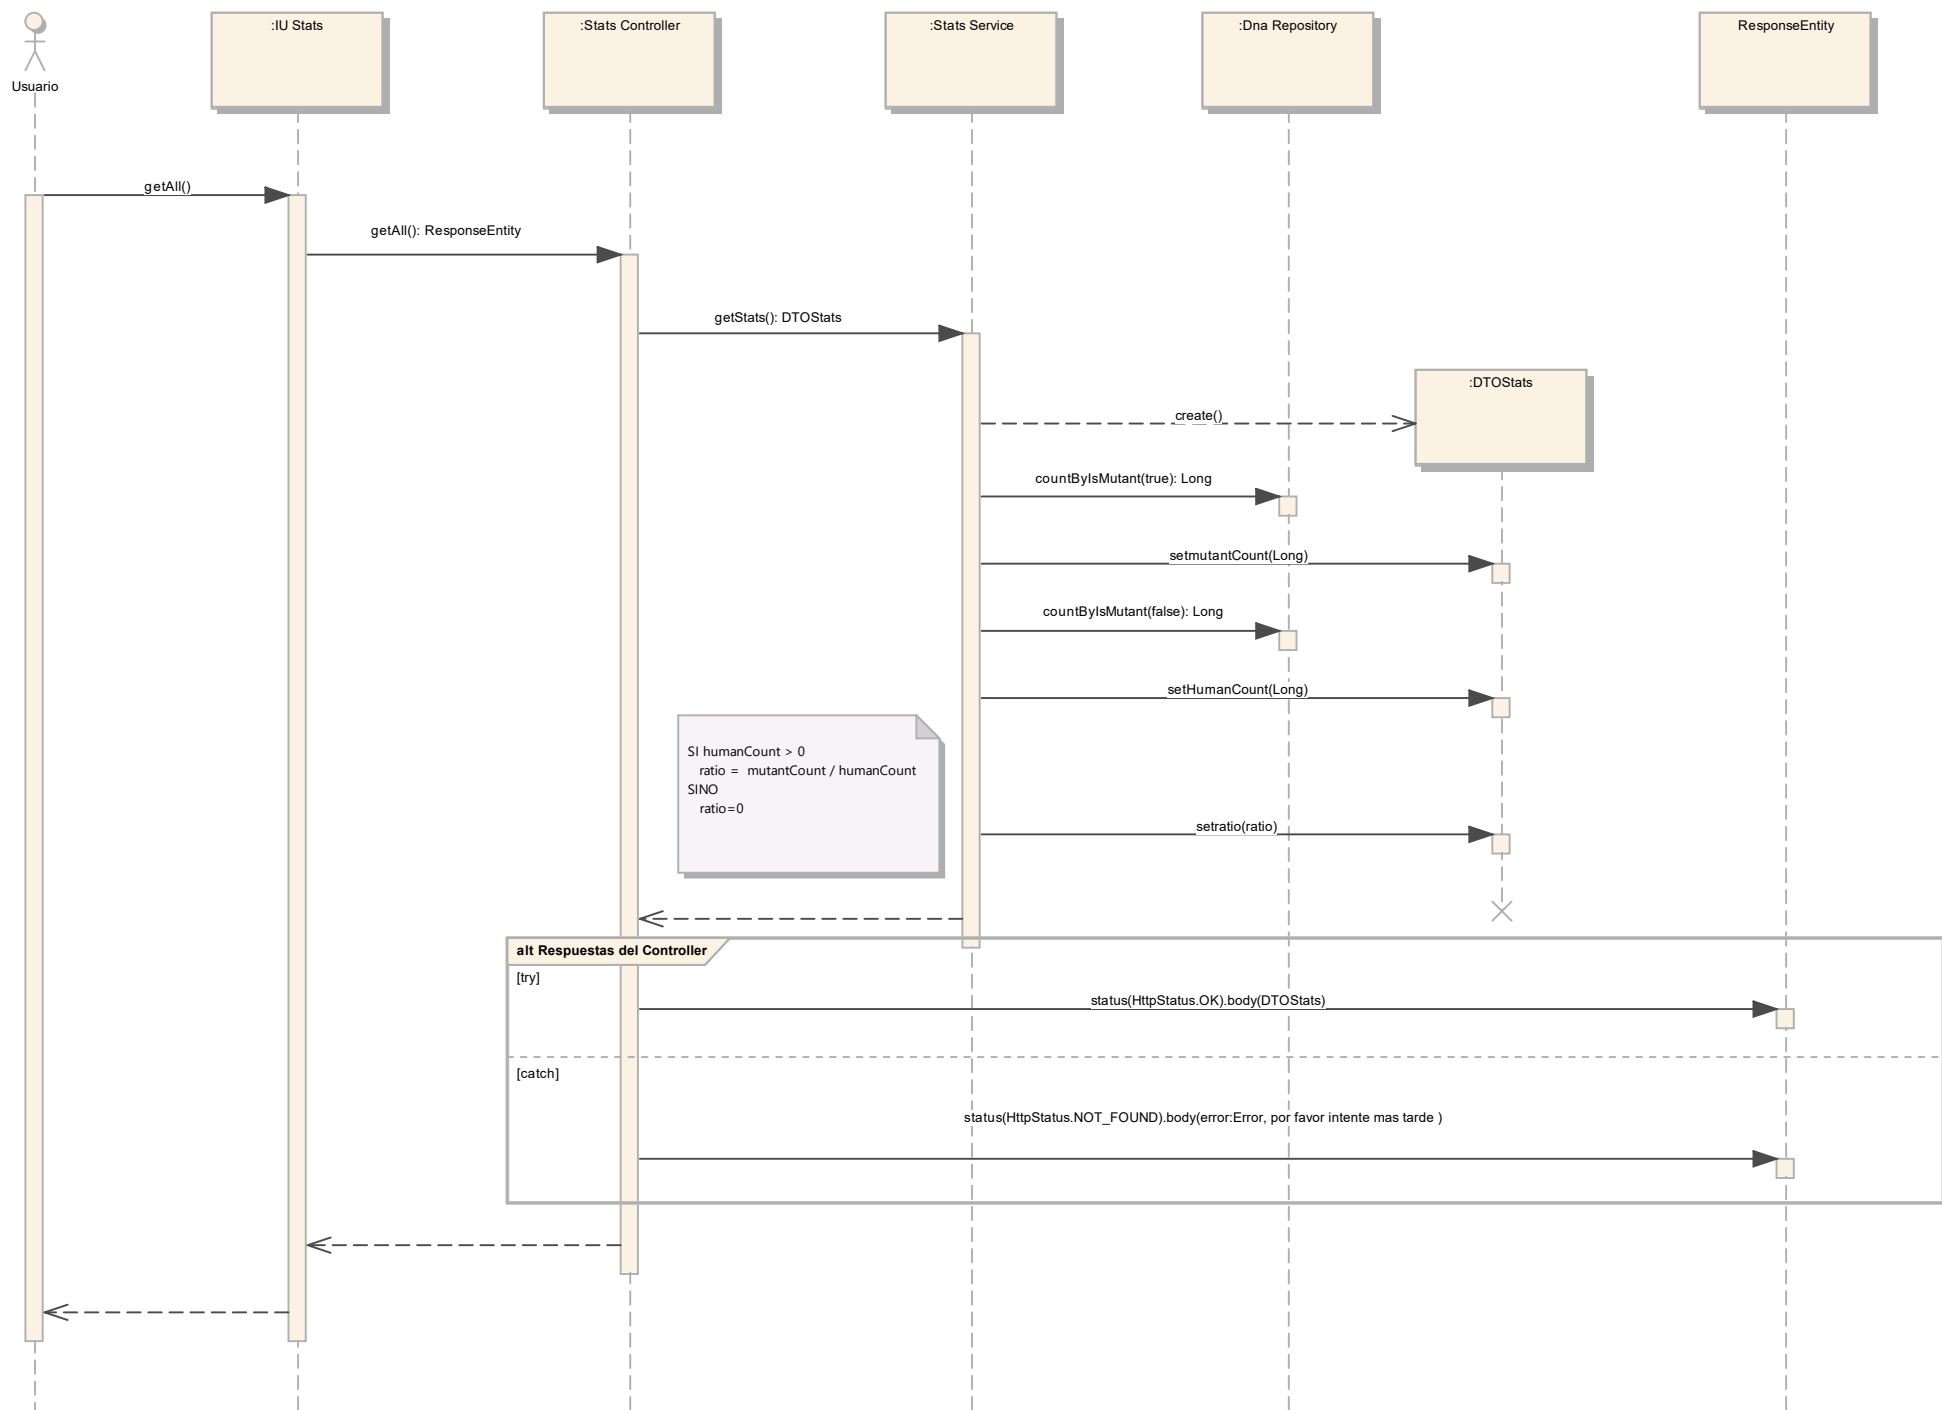 :IU Stats
:Stats Controller
:Stats Service
:Dna Repository
ResponseEntity
Usuario
getAll()
getAll(): ResponseEntity
getStats(): DTOStats
:DTOStats
create()
countByIsMutant(true): Long
setmutantCount(Long)
countByIsMutant(false): Long
setHumanCount(Long)
SI humanCount > 0
ratio = mutantCount / humanCount
SINO
ratio=0
setratio(ratio)
alt Respuestas del Controller
[try]
status(HttpStatus.OK).body(DTOStats)
[catch]
status(HttpStatus.NOT_FOUND).body(error:Error, por favor intente mas tarde )